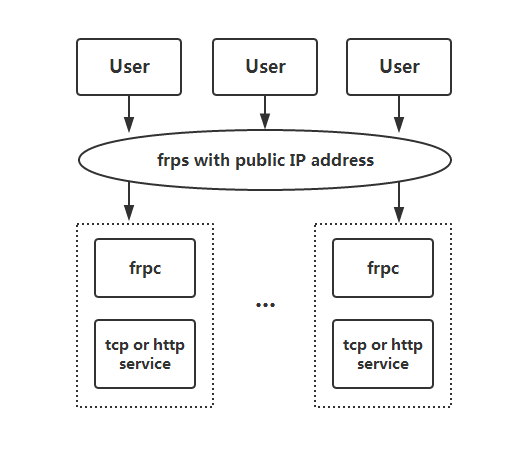 User
User
User
frps with public IP address
frpc
frpc
...
tcp or http
service
tcp or http
service